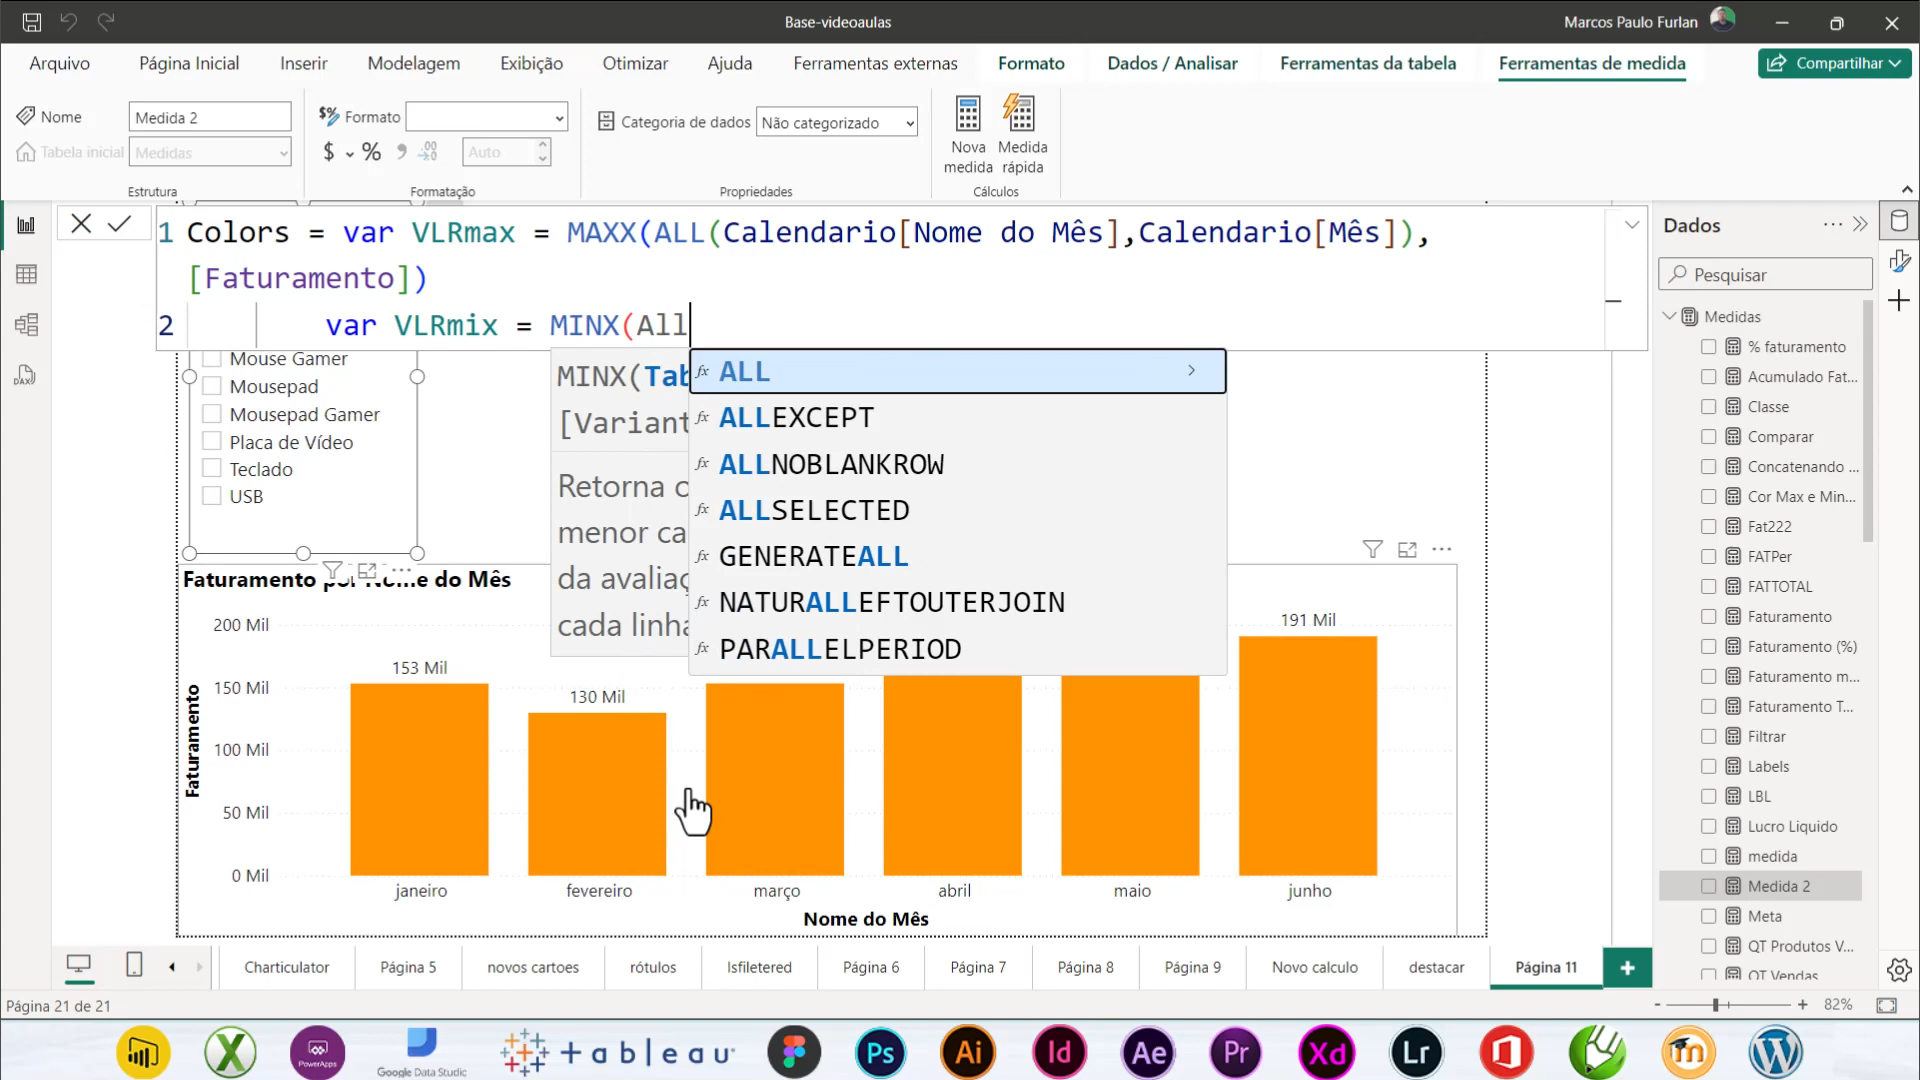 Base-videoaulas
Marcos Paulo Furlan
Arquivo
Página Inicial
Inserir
Modelagem
Exibição
Otimizar
Ajuda
Ferramentas externas
Formato
Dados / Analisar
Ferramentas da tabela
Ferramentas de medida
Compartilhar
Nome
Medida 2
Formato
Categoria de dados
Não categorizado
Nova medida
Medida rápida
Tabela inicial
Medidas
$ %
Auto
Estrutura
Formatação
Propriedades
Cálculos
1 Colors = var VLRmax = MAXX(ALL(Calendario[Nome do Mês],Calendario[Mês]),
[Faturamento])
2 var VLRmix = MINX(All
MINX(Tab
[Variant
Retorna o
menor ca
da avaliaç
cada linha
ALL
ALLEXCEPT
ALLNOBLANKROW
ALLSELECTED
GENERATEALL
NATURALLEFTOUTERJOIN
PARALLELPERIOD
Mouse Gamer
Mousepad
Mousepad Gamer
Placa de Vídeo
Teclado
USB
Faturamento por Nome do Mês
Faturamento
200 Mil
150 Mil
100 Mil
50 Mil
0 Mil
153 Mil
130 Mil
191 Mil
janeiro
fevereiro
março
abril
maio
junho
Nome do Mês
Dados
Pesquisar
Medidas
% faturamento
Acumulado Fat...
Classe
Comparar
Concatenando ...
Cor Max e Min...
Fat222
FATPer
FATTOTAL
Faturamento
Faturamento (%)
Faturamento m...
Faturamento T...
Filtrar
Labels
LBL
Lucro Liquido
medida
Medida 2
Meta
QT Produtos V...
QT Vendas
Charticulator
Página 5
novos cartoes
rótulos
Isfiletered
Página 6
Página 7
Página 8
Página 9
Novo calculo
destacar
Página 11
Página 21 de 21
- + 82%
PowerApps
Google Data Studio
+ a b l e a u
Ps
Ai
Id
Ae
Pr
Xd
Lr